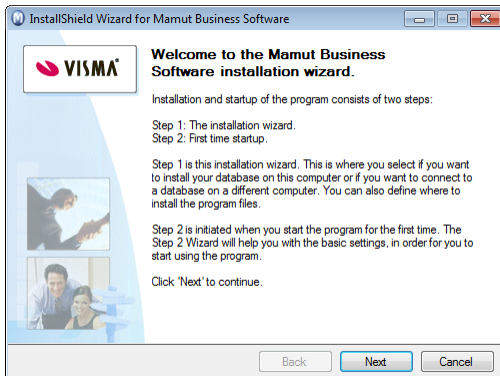 InstallShield Wizard for Mamut Business Software
VISMA
Welcome to the Mamut Business
Software installation wizard.
Installation and startup of the program consists of two steps:
Step 1: The installation wizard.
Step 2: First time startup.
Step 1 is this installation wizard. This is where you select if you want
to install your database on this computer or if you want to connect to
a database on a different computer. You can also define where to
install the program files.
Step 2 is initiated when you start the program for the first time. The
Step 2 Wizard will help you with the basic settings, in order for you to
start using the program.
Click 'Next' to continue.
Back
Next
Cancel